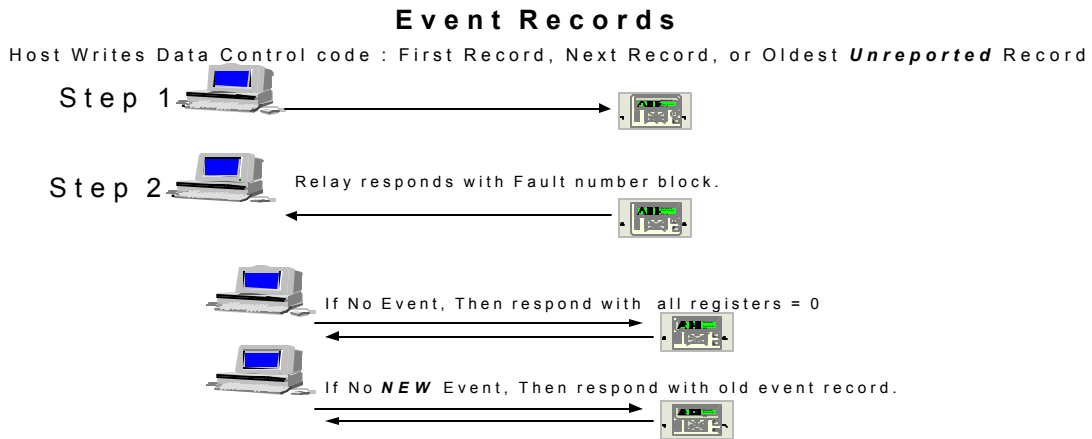 Event Records
Host Writes Data Control code : First Record, Next Record, or Oldest Unreported Record
Step 1
Step 2
Relay responds with Fault number block.
If No Event, Then respond with all registers = 0
If No NEW Event, Then respond with old event record.